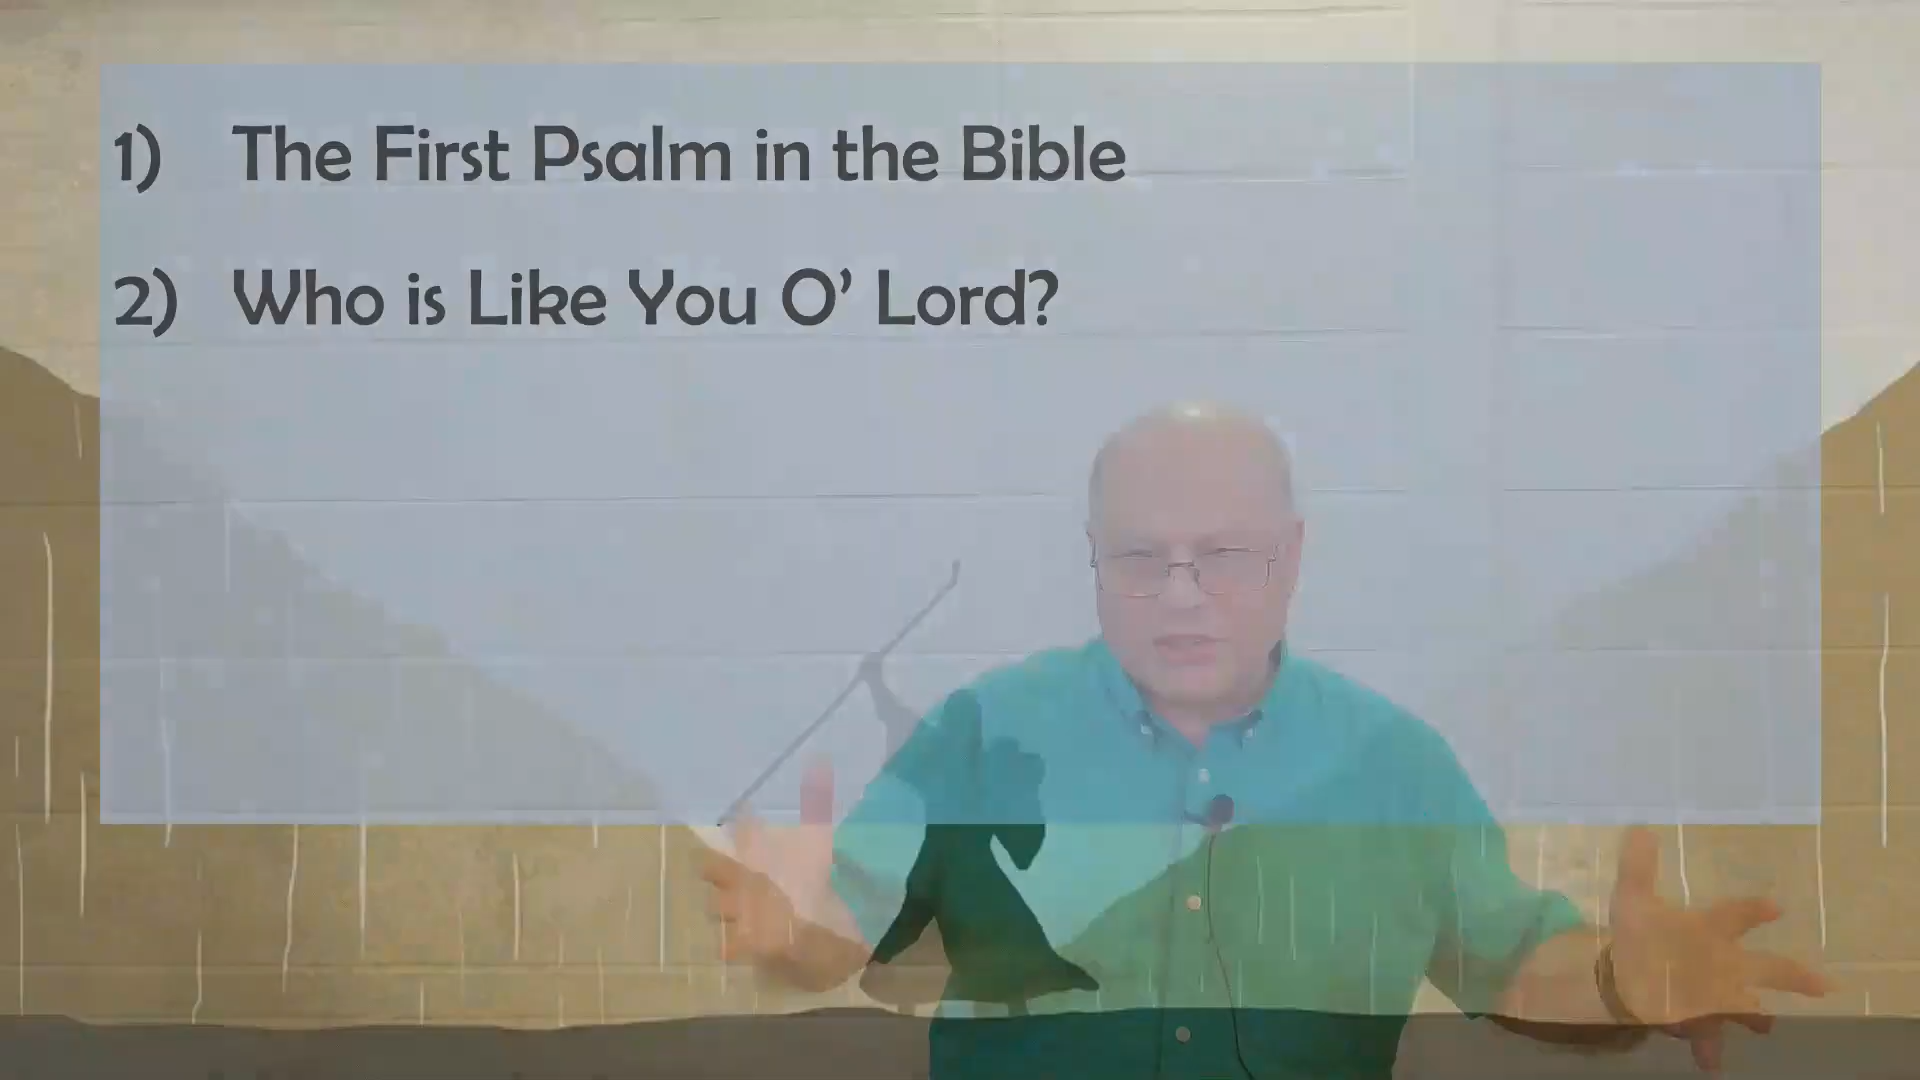 1) The First Psalm in the Bible
2) Who is Like You O’ Lord?